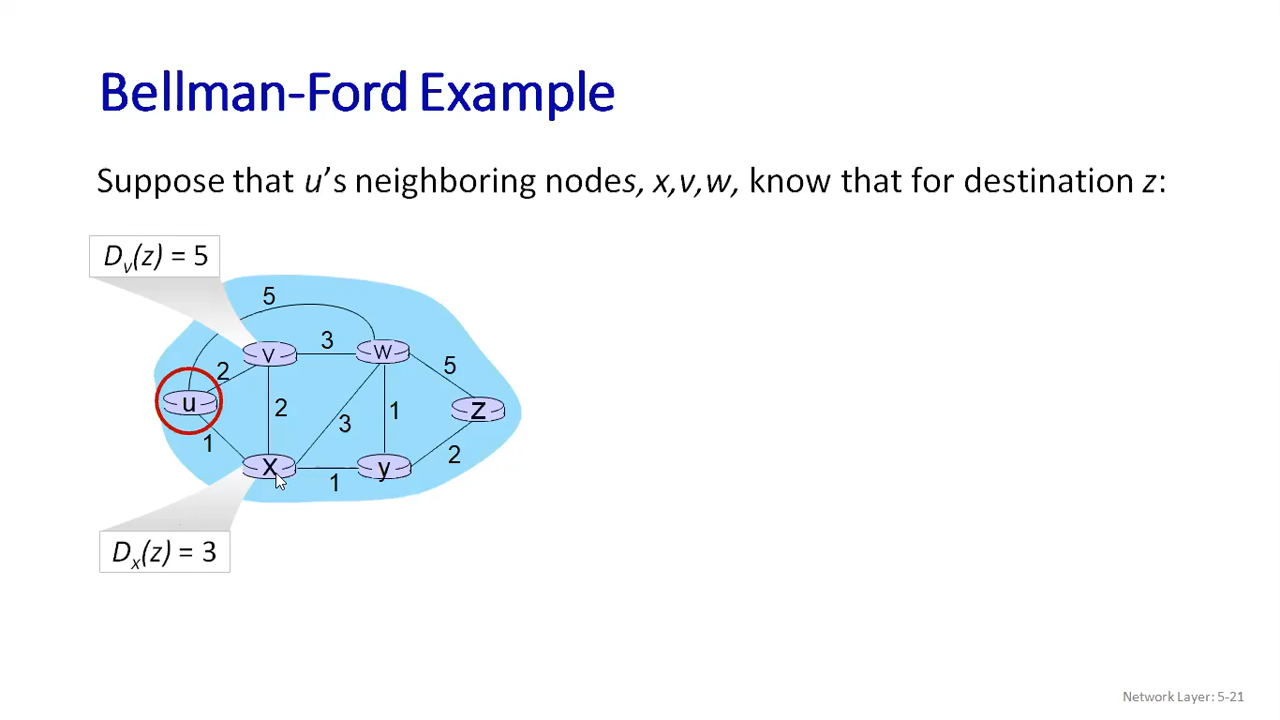 Bellman-Ford Example
Suppose that u’s neighboring nodes, x,v,w, know that for destination z:
Dv(z) = 5
5
v
3
w
2
5
u
2
3
1
z
1
x
1
y
2
Dx(z) = 3
Network Layer: 5-21